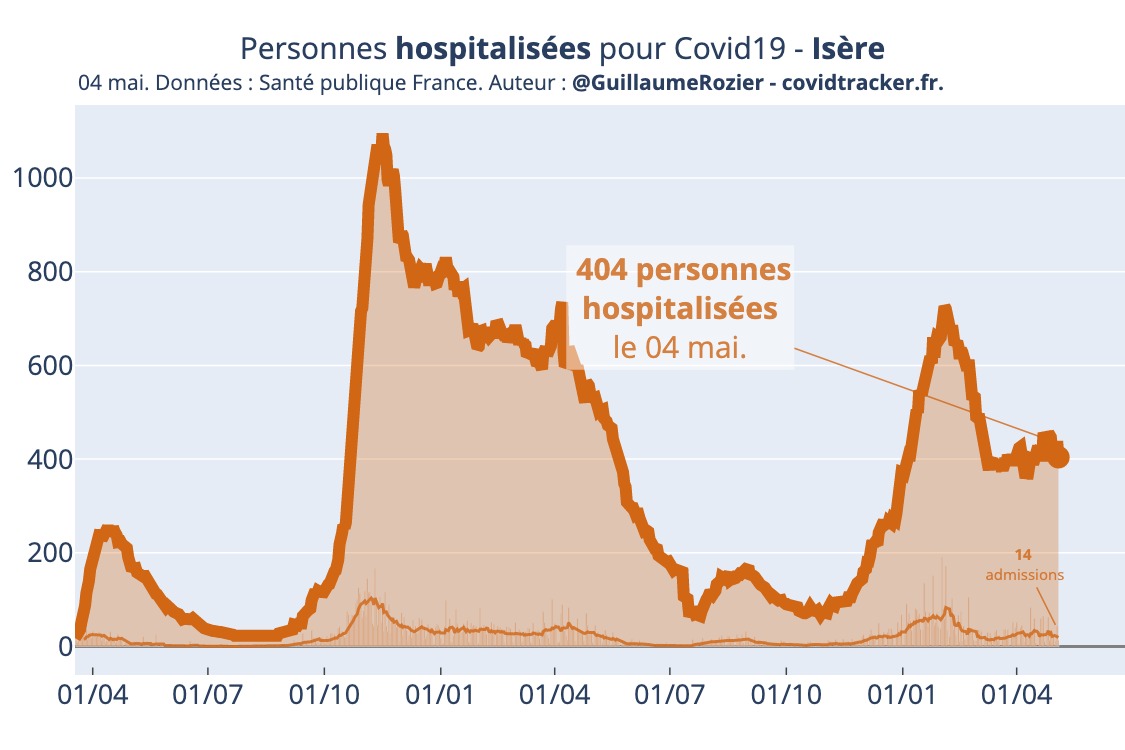 Personnes hospitalisées pour Covid19 - Isère
04 mai. Données : Santé publique France. Auteur : @GuillaumeRozier - covidtracker.fr.
1000
800
600
400
200
0
404 personnes
hospitalisées
le 04 mai.
14
admissions
01/04
01/07
01/10
01/01
01/04
01/07
01/10
01/01
01/04